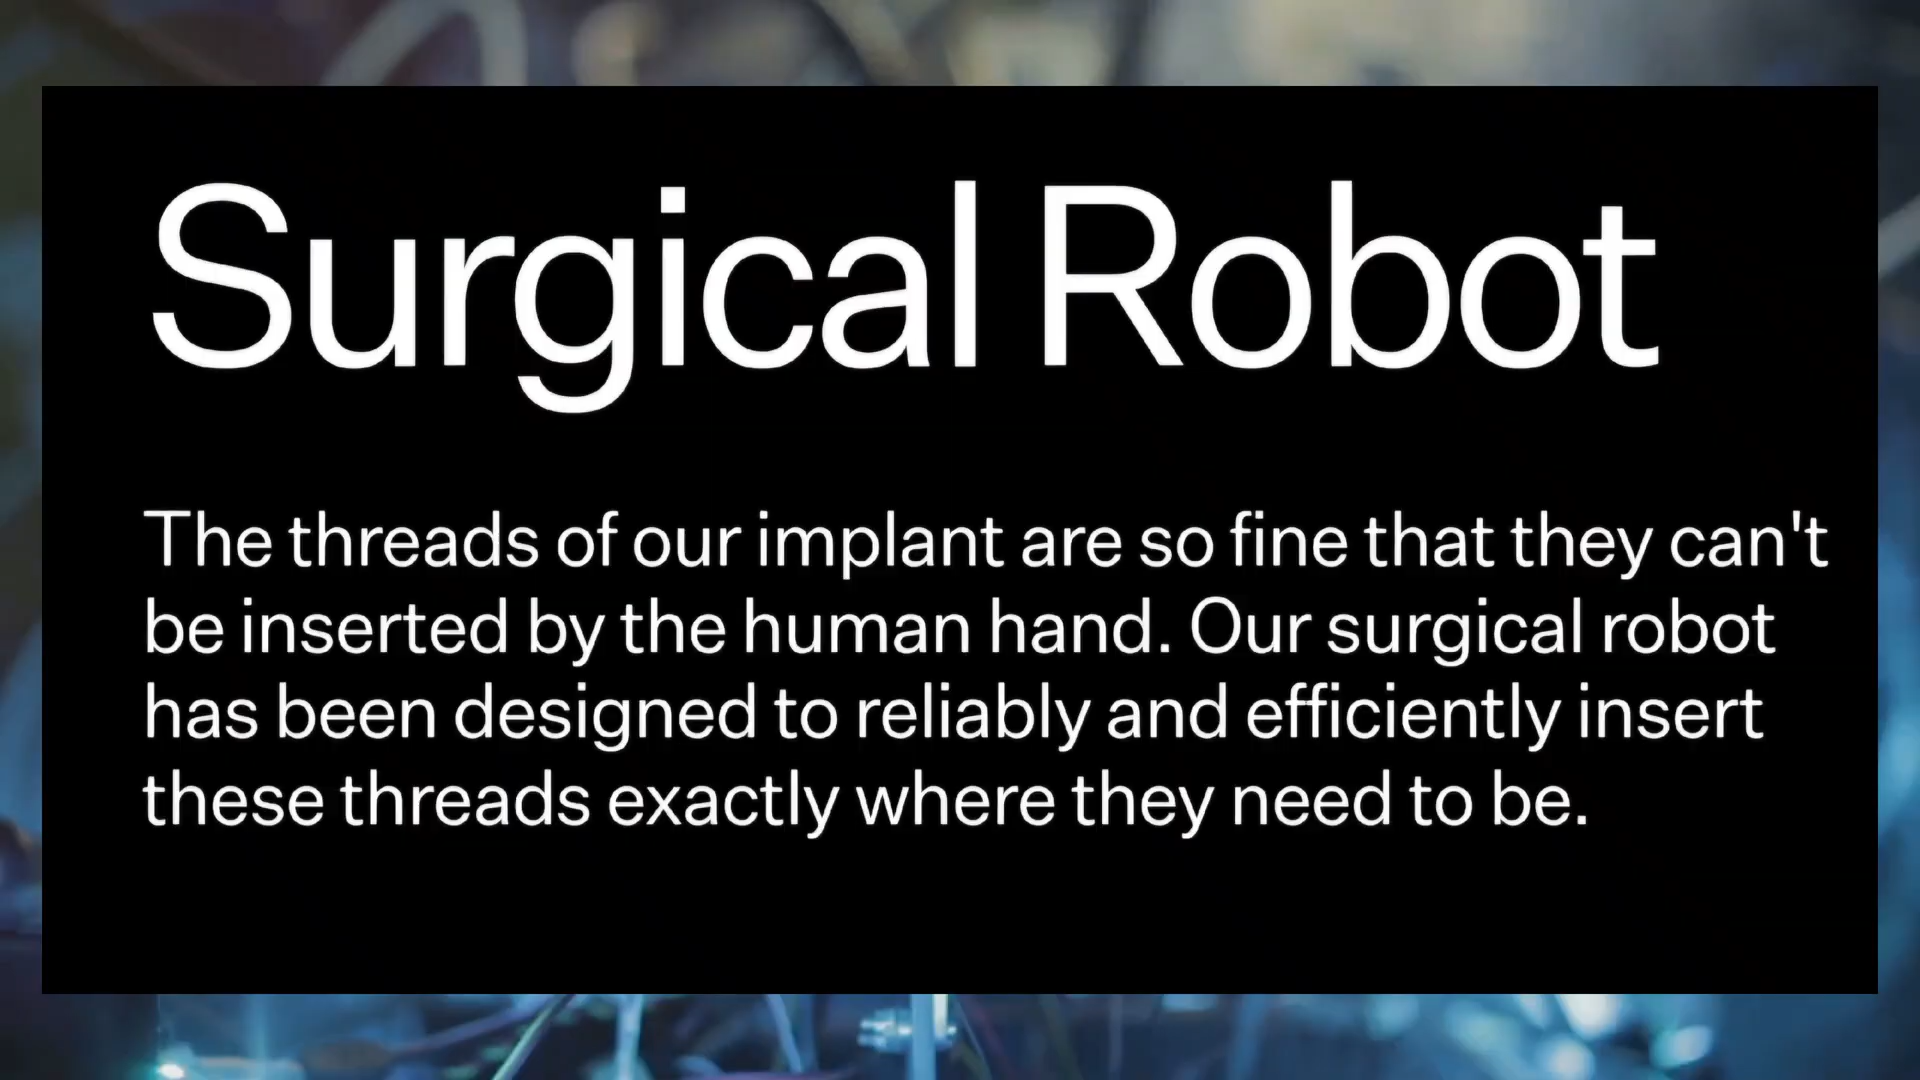 Surgical Robot
The threads of our implant are so fine that they can't
be inserted by the human hand. Our surgical robot
has been designed to reliably and efficiently insert
these threads exactly where they need to be.